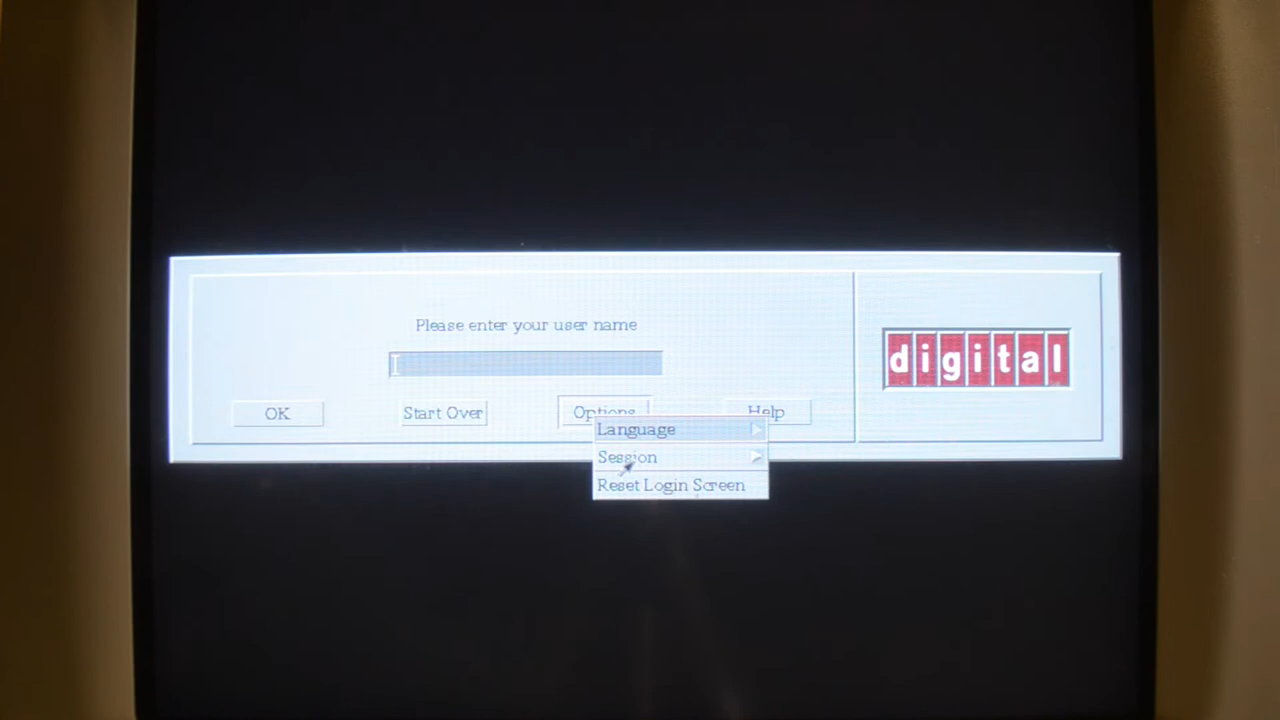 Please enter your user name
digital
OK
Start Over
Options
Help
Language
Session
Reset Login Screen